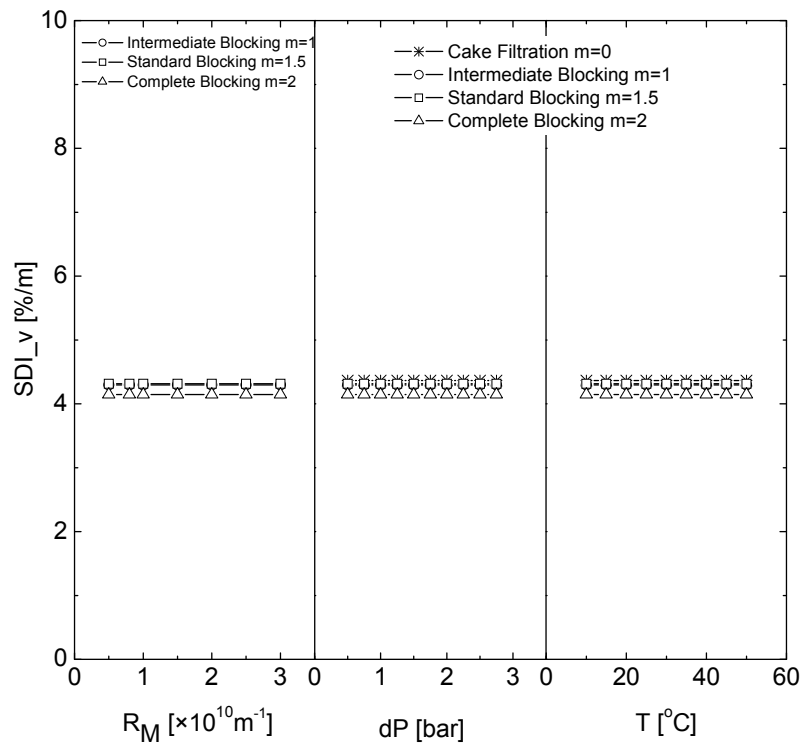 10
8
6
4
2
0
SDI_v [%/m]
Intermediate Blocking m=1
Standard Blocking m=1.5
Complete Blocking m=2
Cake Filtration m=0
Intermediate Blocking m=1
Standard Blocking m=1.5
Complete Blocking m=2
0 1 2 3 0 1 2 3 0 20 40 60
R_M [×10^10 m^-1] dP [bar] T [°C]